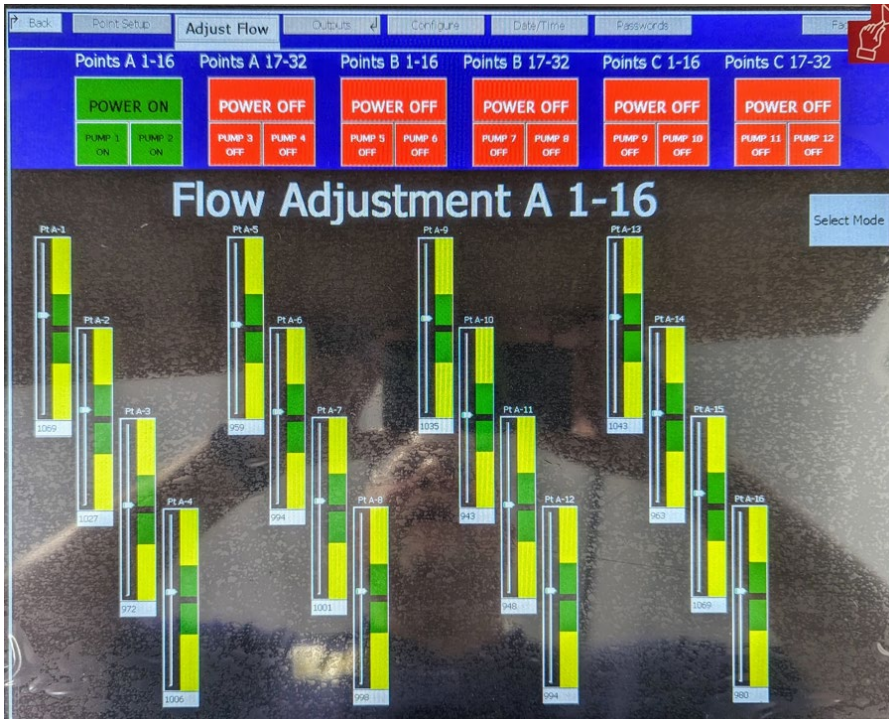 Back Point Setup Adjust Flow Outputs Configure Date/Time Passwords
Points A 1-16 Points A 17-32 Points B 1-16 Points B 17-32 Points C 1-16 Points C 17-32
POWER ON POWER OFF POWER OFF POWER OFF POWER OFF POWER OFF
PUMP 1 PUMP 2 PUMP 3 PUMP 4 PUMP 5 PUMP 6 PUMP 7 PUMP 8 PUMP 9 PUMP 10 PUMP 11 PUMP 12
ON ON OFF OFF OFF OFF OFF OFF OFF OFF OFF OFF
Flow Adjustment A 1-16
Select Mode
Pt A-1 Pt A-5 Pt A-9 Pt A-13
Pt A-2 Pt A-6 Pt A-10 Pt A-14
Pt A-3 Pt A-7 Pt A-11 Pt A-15
1069 959 1035 1043
Pt A-4 Pt A-8 Pt A-12 Pt A-16
1027 994 943 963
972 1001 948 1069
1006 998 994 980